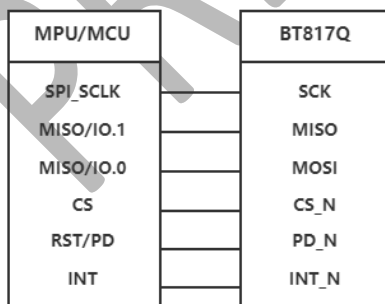 MPU/MCU BT817Q
SPI_SCLK SCK
MISO/IO.1 MISO
MISO/IO.0 MOSI
CS CS_N
RST/PD PD_N
INT INT_N